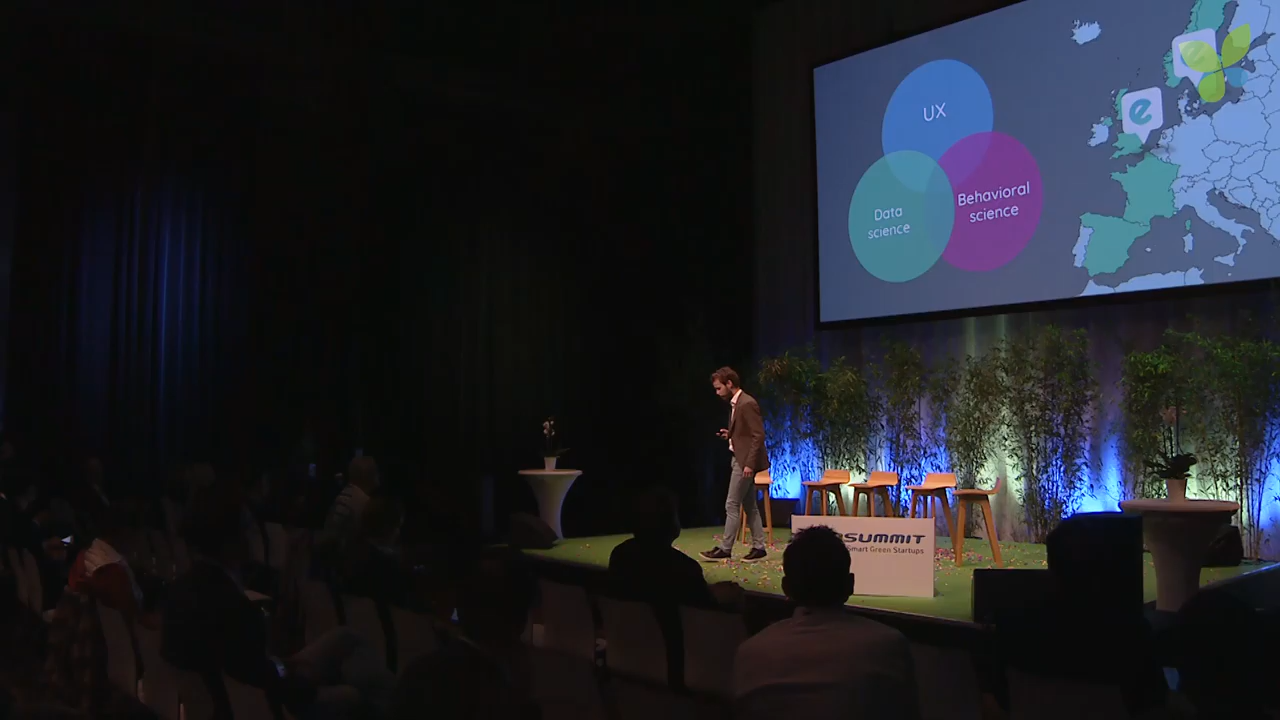 UX
Data
science
Behavioral
science
e
SUMMIT
Smart Green Startups